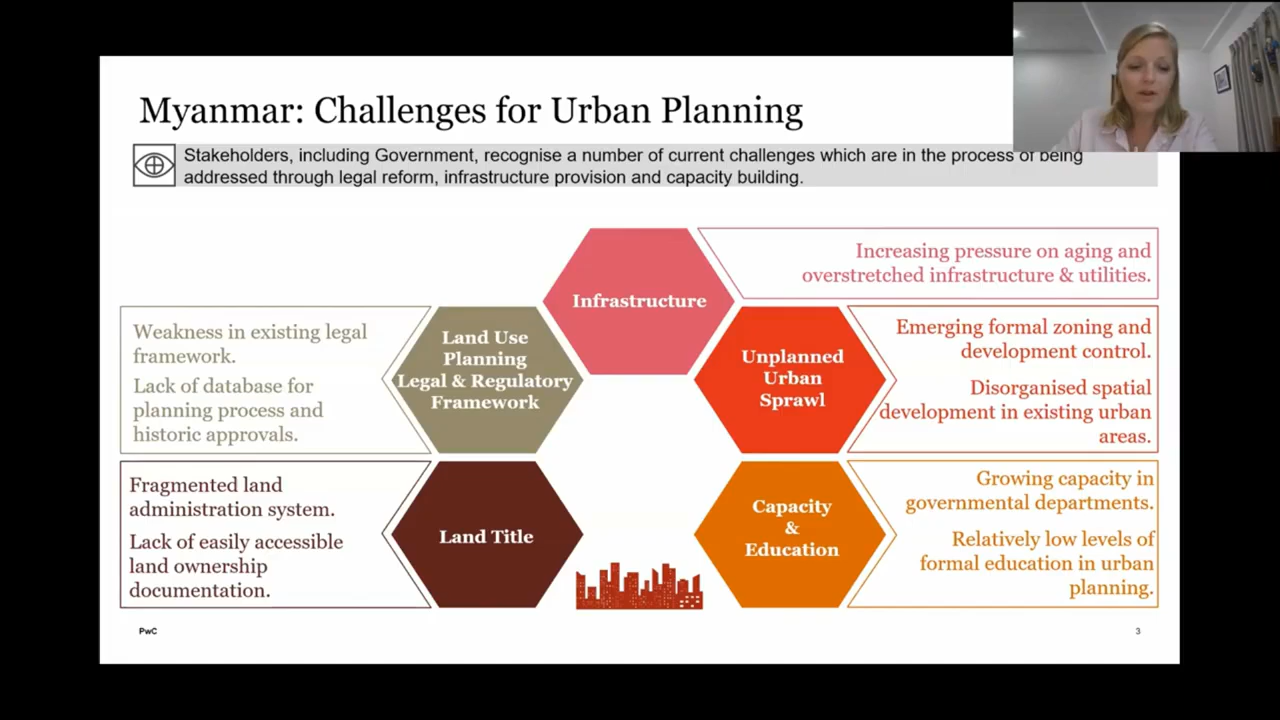 Myanmar: Challenges for Urban Planning
Stakeholders, including Government, recognise a number of current challenges which are in the process of being
addressed through legal reform, infrastructure provision and capacity building.
Infrastructure
Increasing pressure on aging and
overstretched infrastructure & utilities.
Weakness in existing legal
framework.
Lack of database for
planning process and
historic approvals.
Land Use
Planning
Legal & Regulatory
Framework
Unplanned
Urban
Sprawl
Emerging formal zoning and
development control.
Disorganised spatial
development in existing urban
areas.
Fragmented land
administration system.
Lack of easily accessible
land ownership
documentation.
Land Title
Capacity
&
Education
Growing capacity in
governmental departments.
Relatively low levels of
formal education in urban
planning.
PwC
3